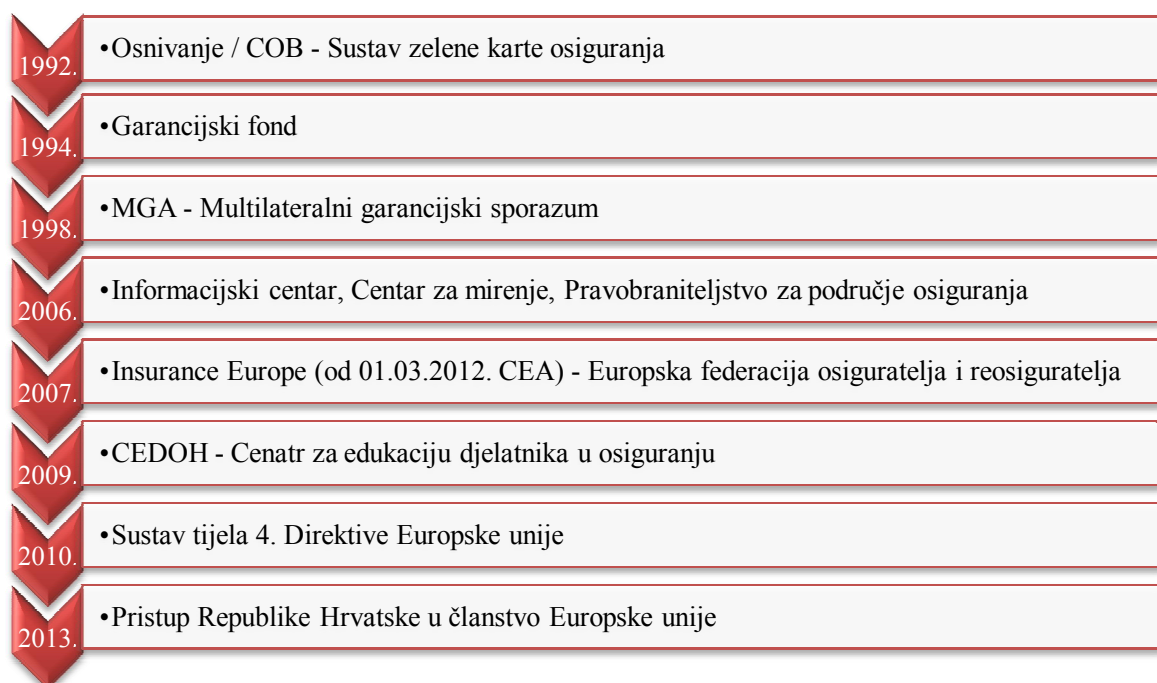 1992.
•Osnivanje / COB - Sustav zelene karte osiguranja
1994.
•Garancijski fond
1998.
•MGA - Multilateralni garancijski sporazum
2006.
•Informacijski centar, Centar za mirenje, Pravobraniteljstvo za područje osiguranja
2007.
•Insurance Europe (od 01.03.2012. CEA) - Europska federacija osiguratelja i reosiguratelja
2009.
•CEDOH - Cenatr za edukaciju djelatnika u osiguranju
2010.
•Sustav tijela 4. Direktive Europske unije
2013.
•Pristup Republike Hrvatske u članstvo Europske unije